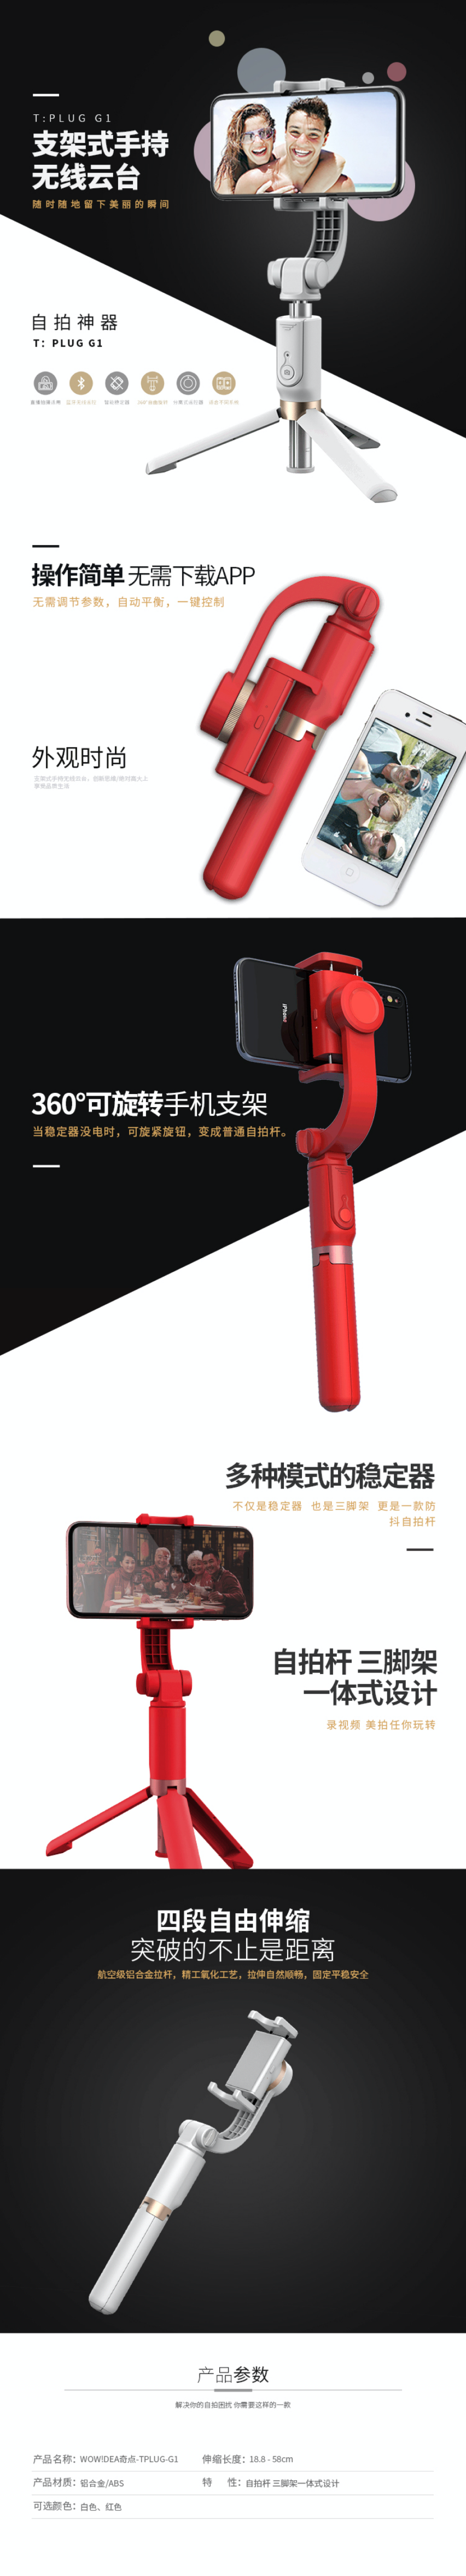 T:PLUG G1
支架式手持
无线云台
随时随地留下美丽的瞬间
自拍神器
T: PLUG G1
操作简单 无需下载APP
无需调节参数，自动平衡，一键控制
外观时尚
享受品质生活
iPhone
360°可旋转手机支架
当稳定器没电时，可旋紧旋钮，变成普通自拍杆。
多种模式的稳定器
不仅是稳定器 也是三脚架 更是一款防
抖自拍杆
自拍杆 三脚架
一体式设计
录视频 美拍任你玩转
四段自由伸缩
突破的不止是距离
航空级铝合金拉杆，精工氧化工艺，拉伸自然顺畅，固定平稳安全
产品参数
解决你的自拍困扰 你需要这样的一款
产品名称：WOW!DEA奇点-TPLUG-G1 伸缩长度：18.8 - 58cm
产品材质：铝合金/ABS 特 性：自拍杆 三脚架一体式设计
可选颜色：白色、红色